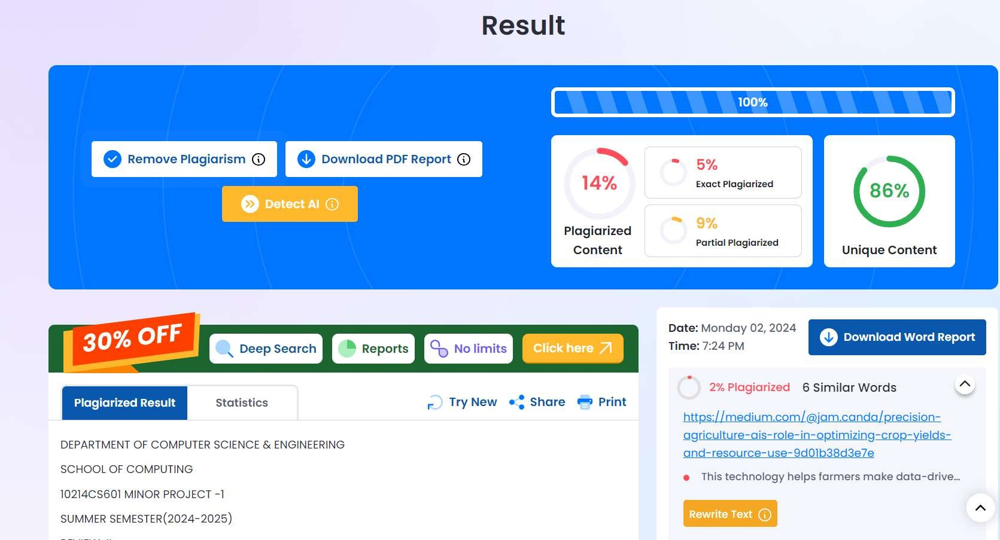 Result
100%
Remove Plagiarism
Download PDF Report
Detect AI
14%
Plagiarized
Content
5%
Exact Plagiarized
9%
Partial Plagiarized
86%
Unique Content
30% OFF
Deep Search
Reports
No limits
Click here
Plagiarized Result
Statistics
Try New
Share
Print
DEPARTMENT OF COMPUTER SCIENCE & ENGINEERING
SCHOOL OF COMPUTING
10214CS601 MINOR PROJECT -1
SUMMER SEMESTER(2024-2025)
Date: Monday 02, 2024
Time: 7:24 PM
Download Word Report
2% Plagiarized 6 Similar Words
https://medium.com/@jam.canda/precision-
agriculture-ais-role-in-optimizing-crop-yields-
and-resource-use-9d01b38d3e7e
This technology helps farmers make data-drive...
Rewrite Text